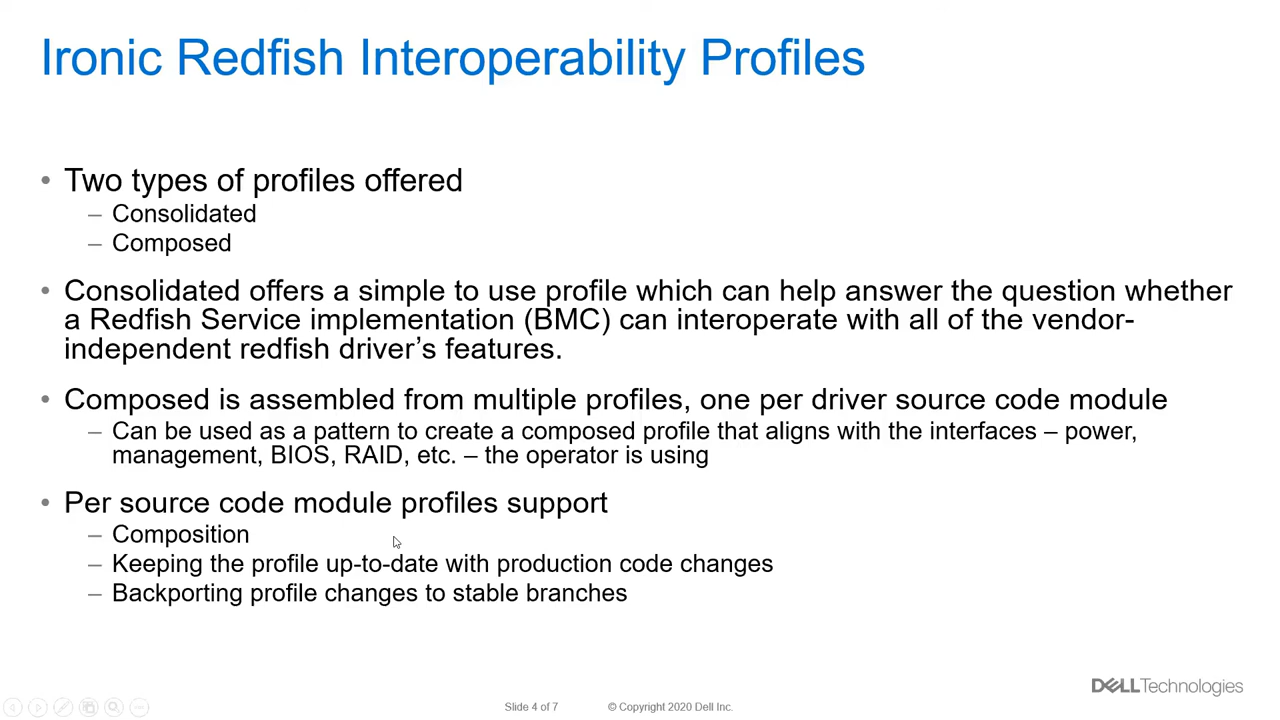 Ironic Redfish Interoperability Profiles
• Two types of profiles offered
– Consolidated
– Composed
• Consolidated offers a simple to use profile which can help answer the question whether
a Redfish Service implementation (BMC) can interoperate with all of the vendor-
independent redfish driver’s features.
• Composed is assembled from multiple profiles, one per driver source code module
– Can be used as a pattern to create a composed profile that aligns with the interfaces – power,
management, BIOS, RAID, etc. – the operator is using
• Per source code module profiles support
– Composition
– Keeping the profile up-to-date with production code changes
– Backporting profile changes to stable branches
DELLTechnologies
Slide 4 of 7 © Copyright 2020 Dell Inc.